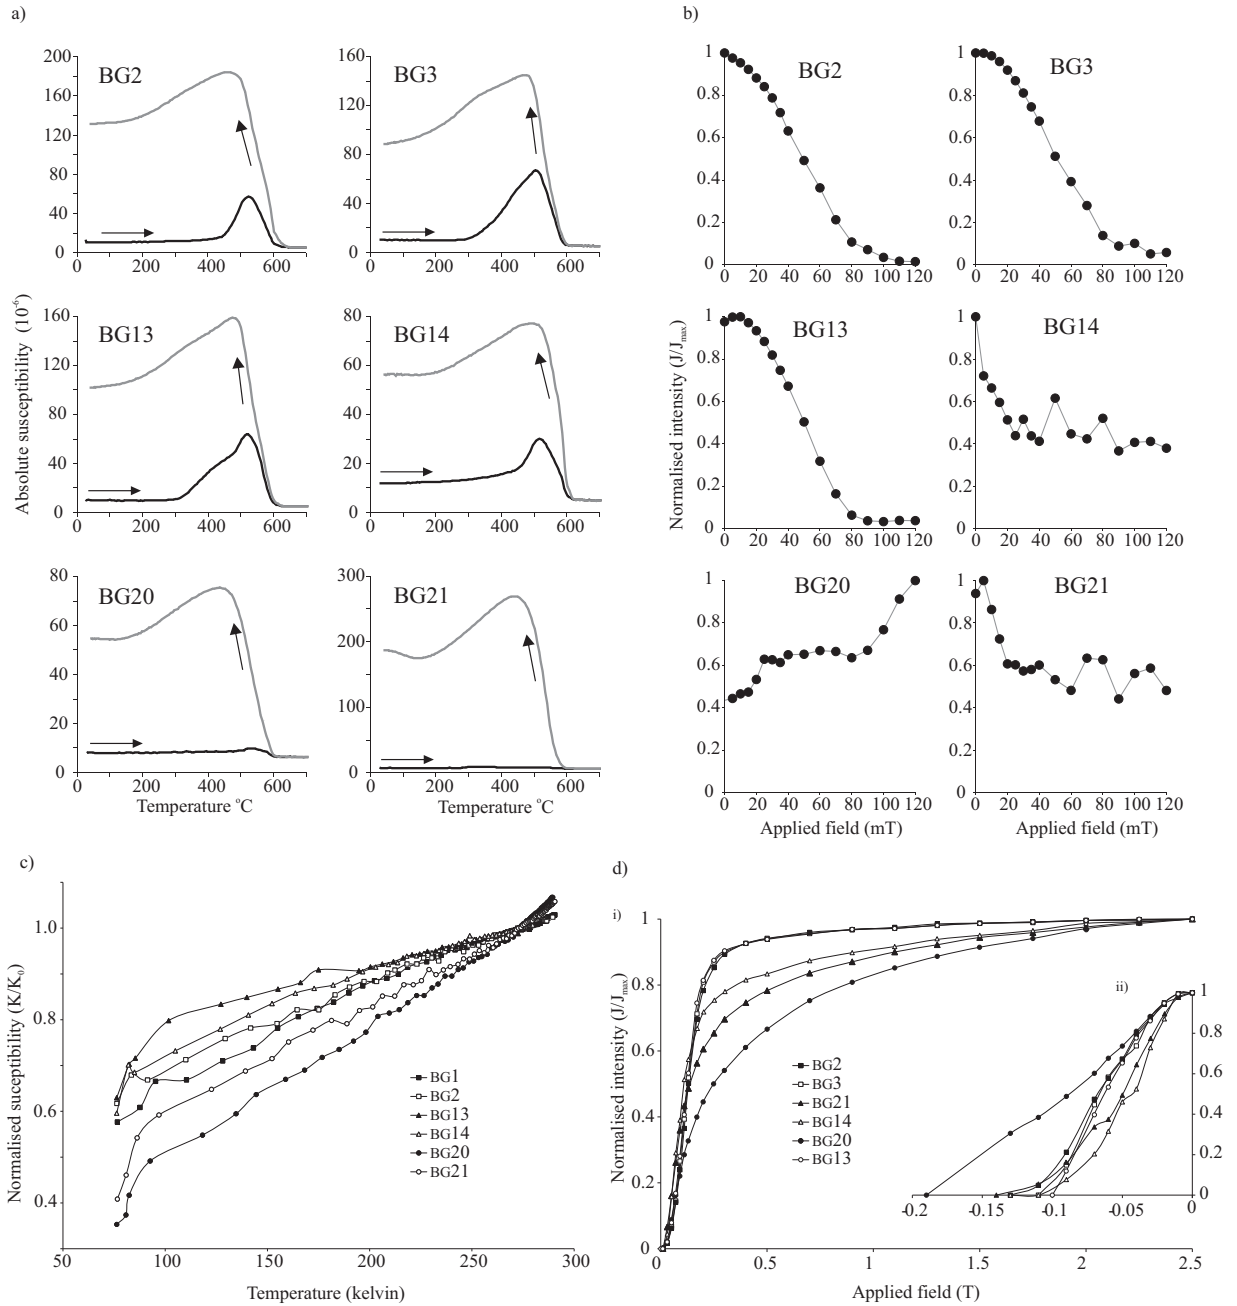 a)
BG2
200
160
120
80
40
0
0 200 400 600
BG3
160
120
80
40
0
0 200 400 600
Absolute susceptibility (10⁻⁶)
BG13
160
120
80
40
0
0 200 400 600
BG14
80
60
40
20
0
0 200 400 600
BG20
80
60
40
20
0
0 200 400 600
Temperature °C
BG21
300
200
100
0
0 200 400 600
Temperature °C
b)
BG2
1
0.8
0.6
0.4
0.2
0
0 20 40 60 80 100 120
BG3
1
0.8
0.6
0.4
0.2
0
0 20 40 60 80 100 120
Normalised intensity (J/Jmax)
BG13
1
0.8
0.6
0.4
0.2
0
0 20 40 60 80 100 120
BG14
1
0.8
0.6
0.4
0.2
0
0 20 40 60 80 100 120
BG20
1
0.8
0.6
0.4
0.2
0
0 20 40 60 80 100 120
Applied field (mT)
BG21
1
0.8
0.6
0.4
0.2
0
0 20 40 60 80 100 120
Applied field (mT)
c)
Normalised suscepticity (K/K₀)
1.0
0.8
0.6
0.4
50 100 150 200 250 300
Temperature (kelvin)
BG1
BG2
BG13
BG14
BG20
BG21
d)
i)
Normalised intensity (J/Jmax)
1
0.8
0.6
0.4
0.2
0
0 0.5 1 1.5 2 2.5
Applied field (T)
BG2
BG3
BG21
BG14
BG20
BG13
ii)
1
0.8
0.6
0.4
0.2
0
-0.2 -0.15 -0.1 -0.05 0